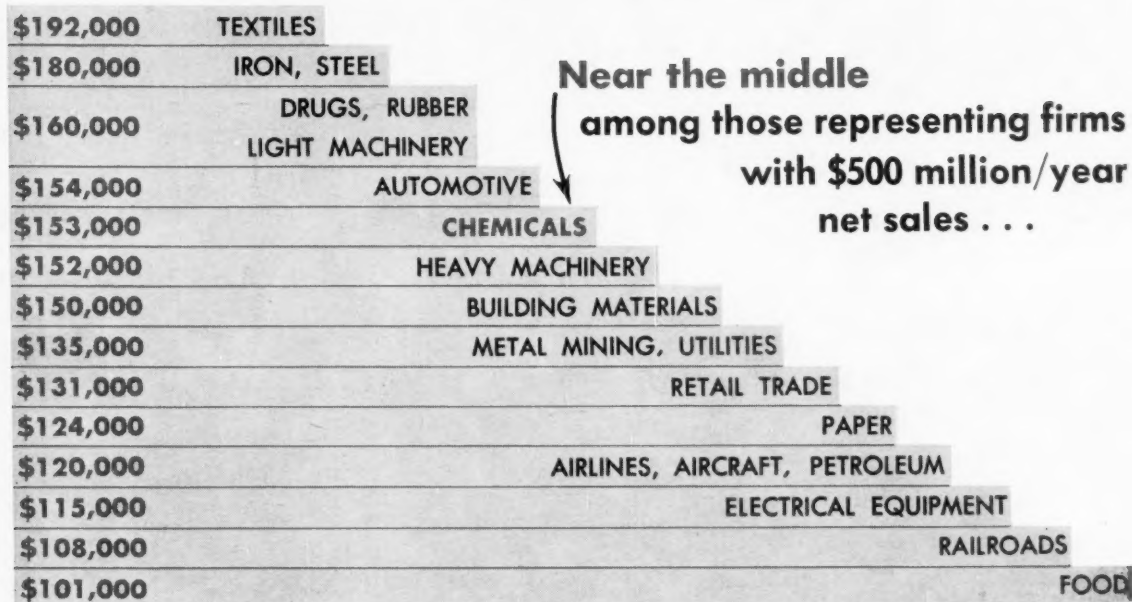 $192,000 TEXTILES
$180,000 IRON, STEEL
$160,000 DRUGS, RUBBER
LIGHT MACHINERY
$154,000 AUTOMOTIVE
$153,000 CHEMICALS
$152,000 HEAVY MACHINERY
$150,000 BUILDING MATERIALS
$135,000 METAL MINING, UTILITIES
$131,000 RETAIL TRADE
$124,000 PAPER
$120,000 AIRLINES, AIRCRAFT, PETROLEUM
$115,000 ELECTRICAL EQUIPMENT
$108,000 RAILROADS
$101,000 FOOD
Near the middle
among those representing firms
with $500 million/year
net sales . . .